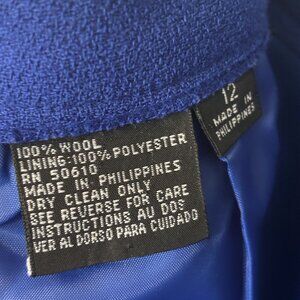 100% WOOL
LINING:100% POLYESTER
RN 50610
MADE IN PHILIPPINES
DRY CLEAN ONLY
SEE REVERSE FOR CARE
INSTRUCTIONS AU DOS
VER AL DORSO PARA CUIDADO
12
MADE IN
PHILIPPINES